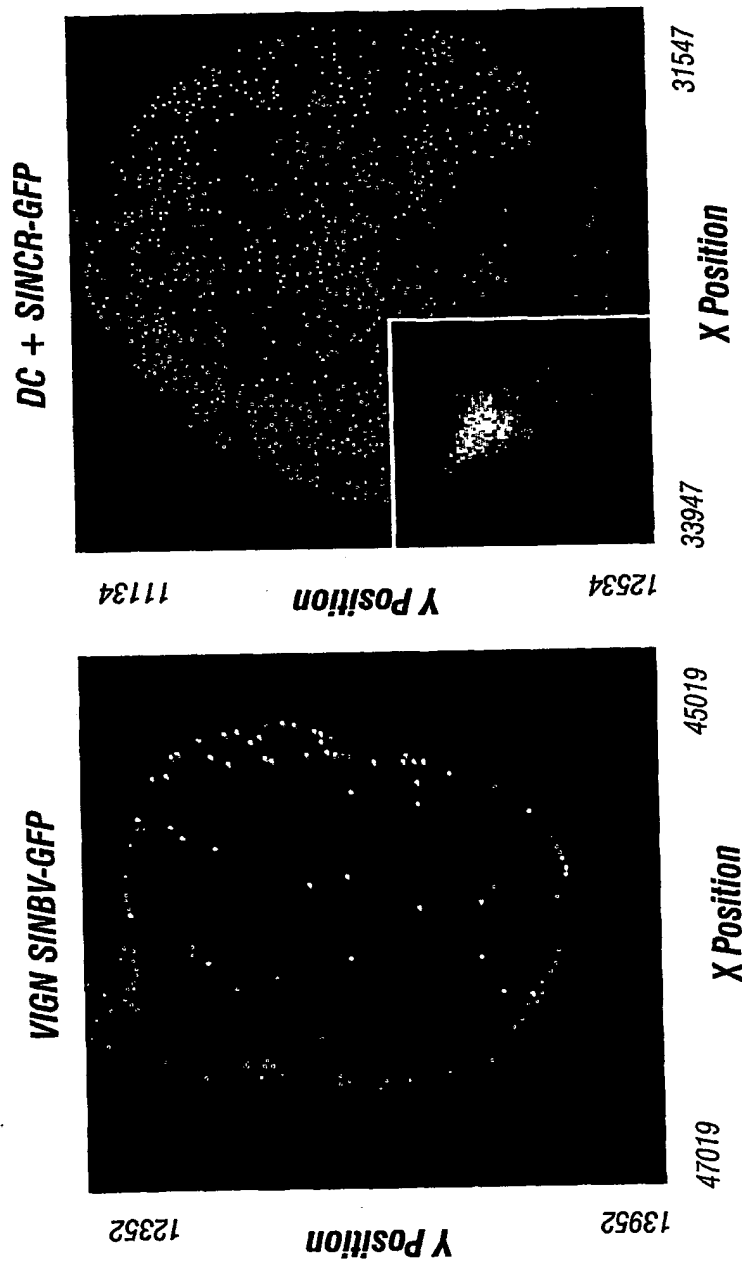 VIGN SINBV-GFP
Y Position
12352
13952
47019
45019
X Position
DC + SINCR-GFP
Y Position
11134
12534
33947
31547
X Position